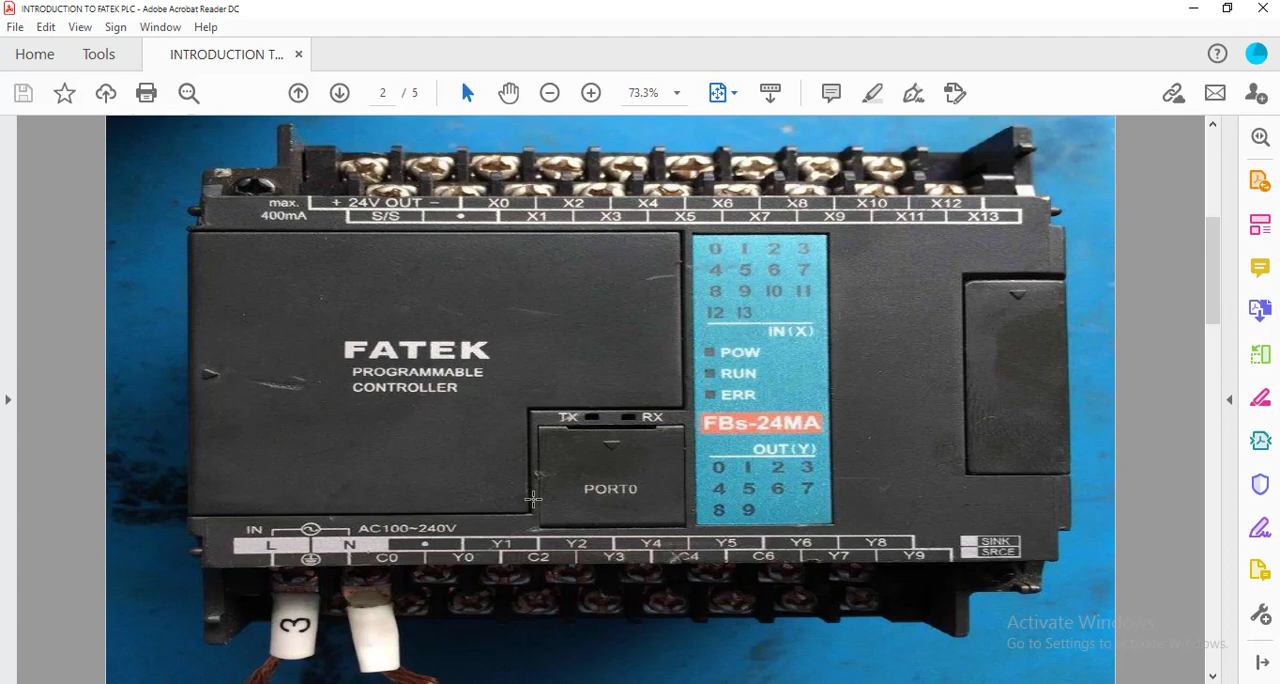 INTRODUCTION TO FATEK PLC - Adobe Acrobat Reader DC
File Edit View Sign Window Help
Home Tools INTRODUCTION T... ×
2 / 5 73.3%
max. + 24V OUT – X0 X2 X4 X6 X8 X10 X12
400mA S/S • X1 X3 X5 X7 X9 X11 X13
0 1 2 3
4 5 6 7
8 9 10 11
12 13
IN(X)
FATEK
PROGRAMMABLE
CONTROLLER
POW
RUN
ERR
TX RX
FBs-24MA
OUT(Y)
0 1 2 3
4 5 6 7
8 9
PORT0
IN AC100~240V
L N • Y1 Y2 Y4 Y5 Y6 Y8 SINK
C0 Y0 C2 Y3 C4 C6 Y7 Y9 SRCE
3
Activate Windows
Go to Settings to activate Windows.